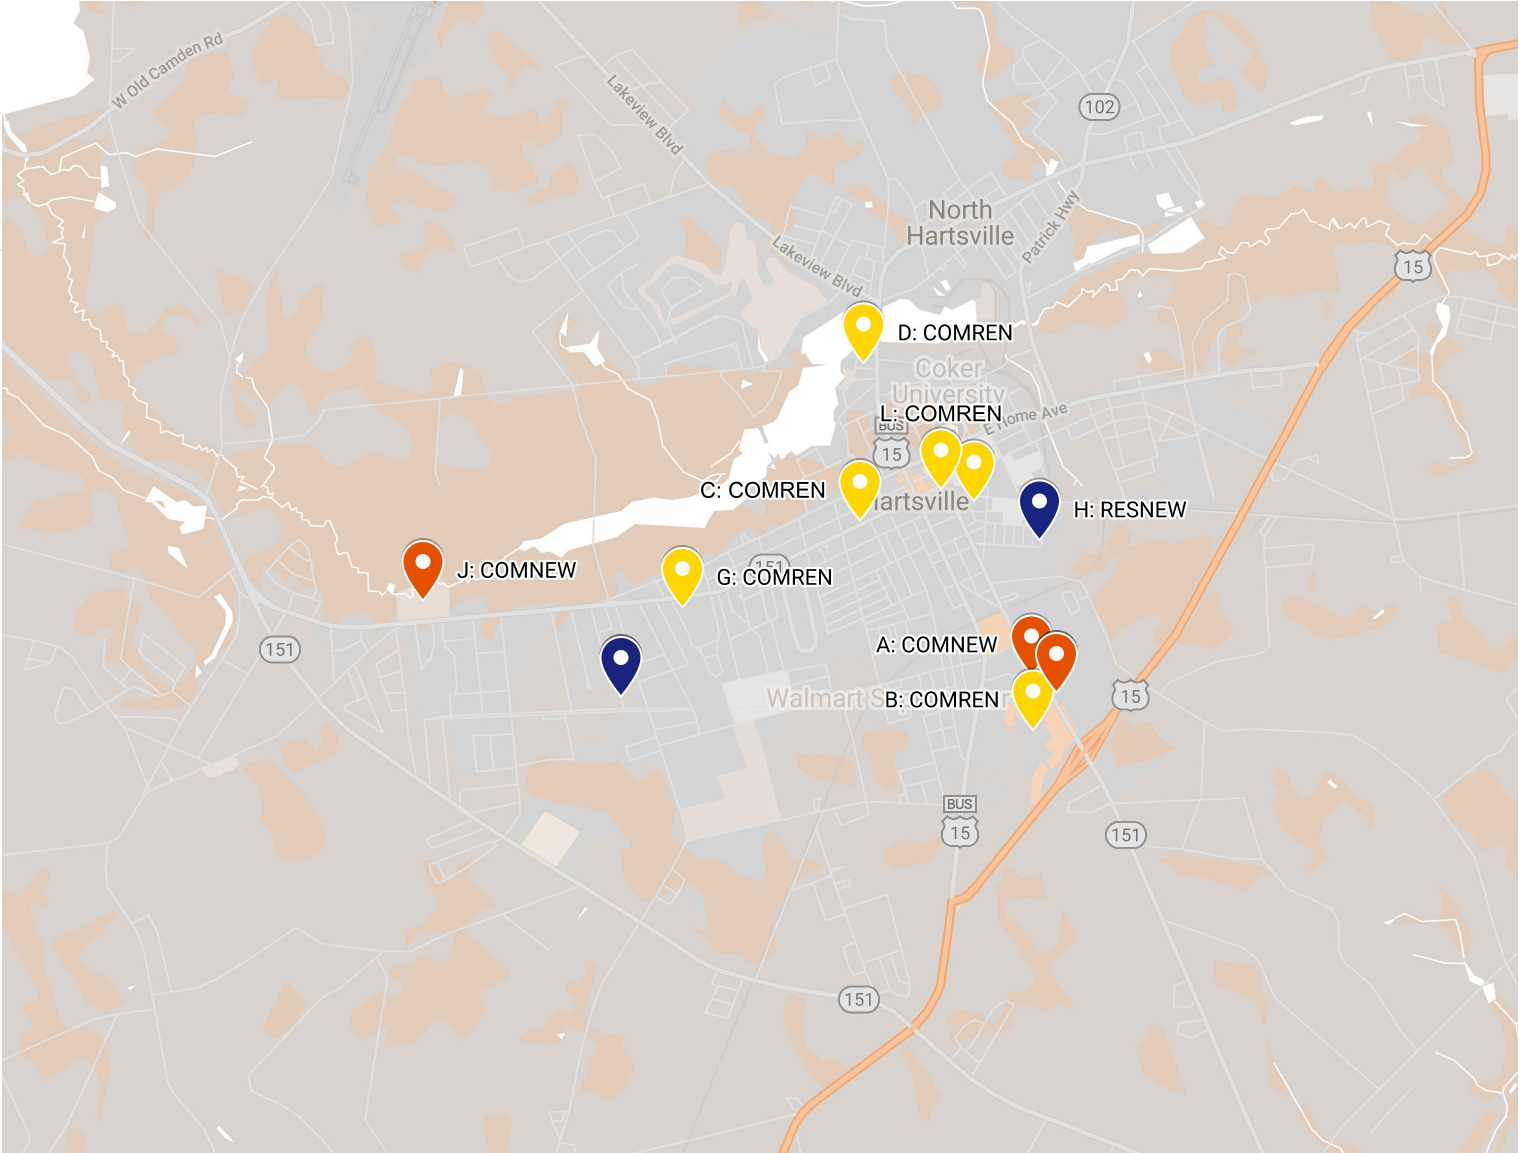 W Old Camden Rd
Lakeview Blvd
102
North
Hartsville
Patrick Hwy
Lakeview Blvd
15
D: COMREN
Coker
University
L: COMREN
E Home Ave
BUS
15
C: COMREN
artsville
H: RESNEW
J: COMNEW
151
G: COMREN
151
A: COMNEW
15
Walmart
B: COMREN
BUS
15
151
151